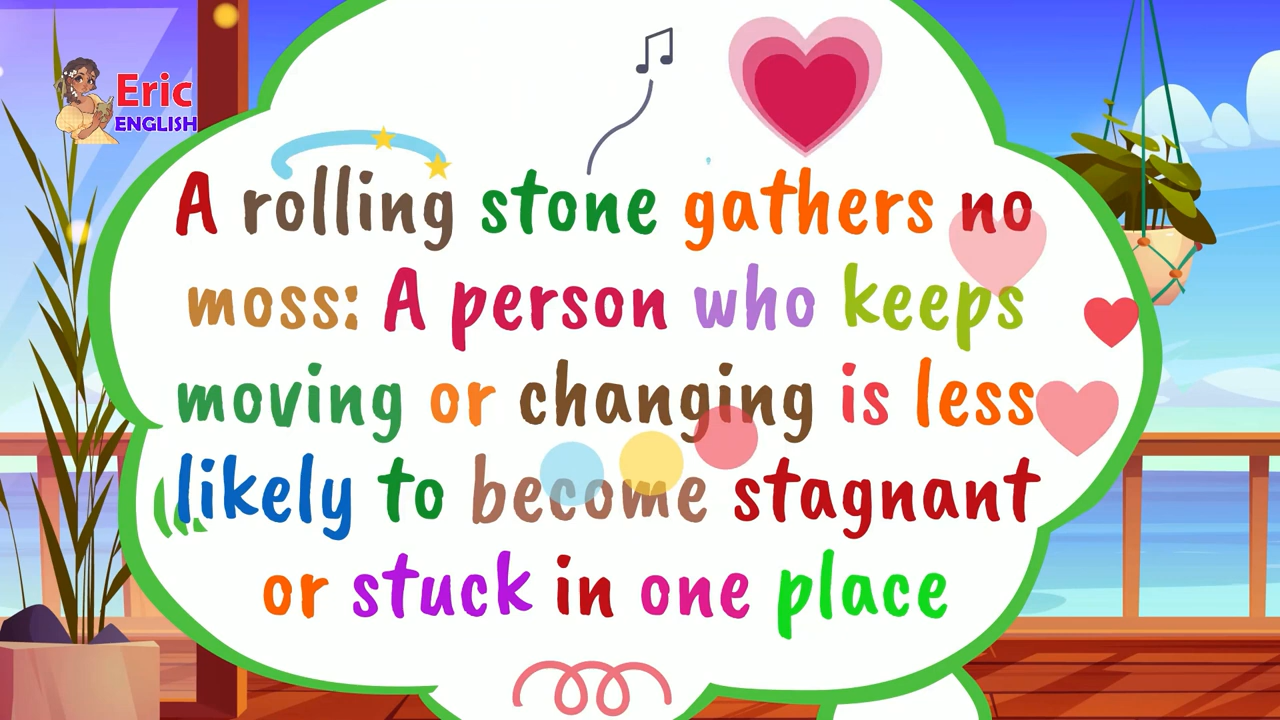 Eric
ENGLISH
A rolling stone gathers no
moss: A person who keeps
moving or changing is less
likely to become stagnant
or stuck in one place